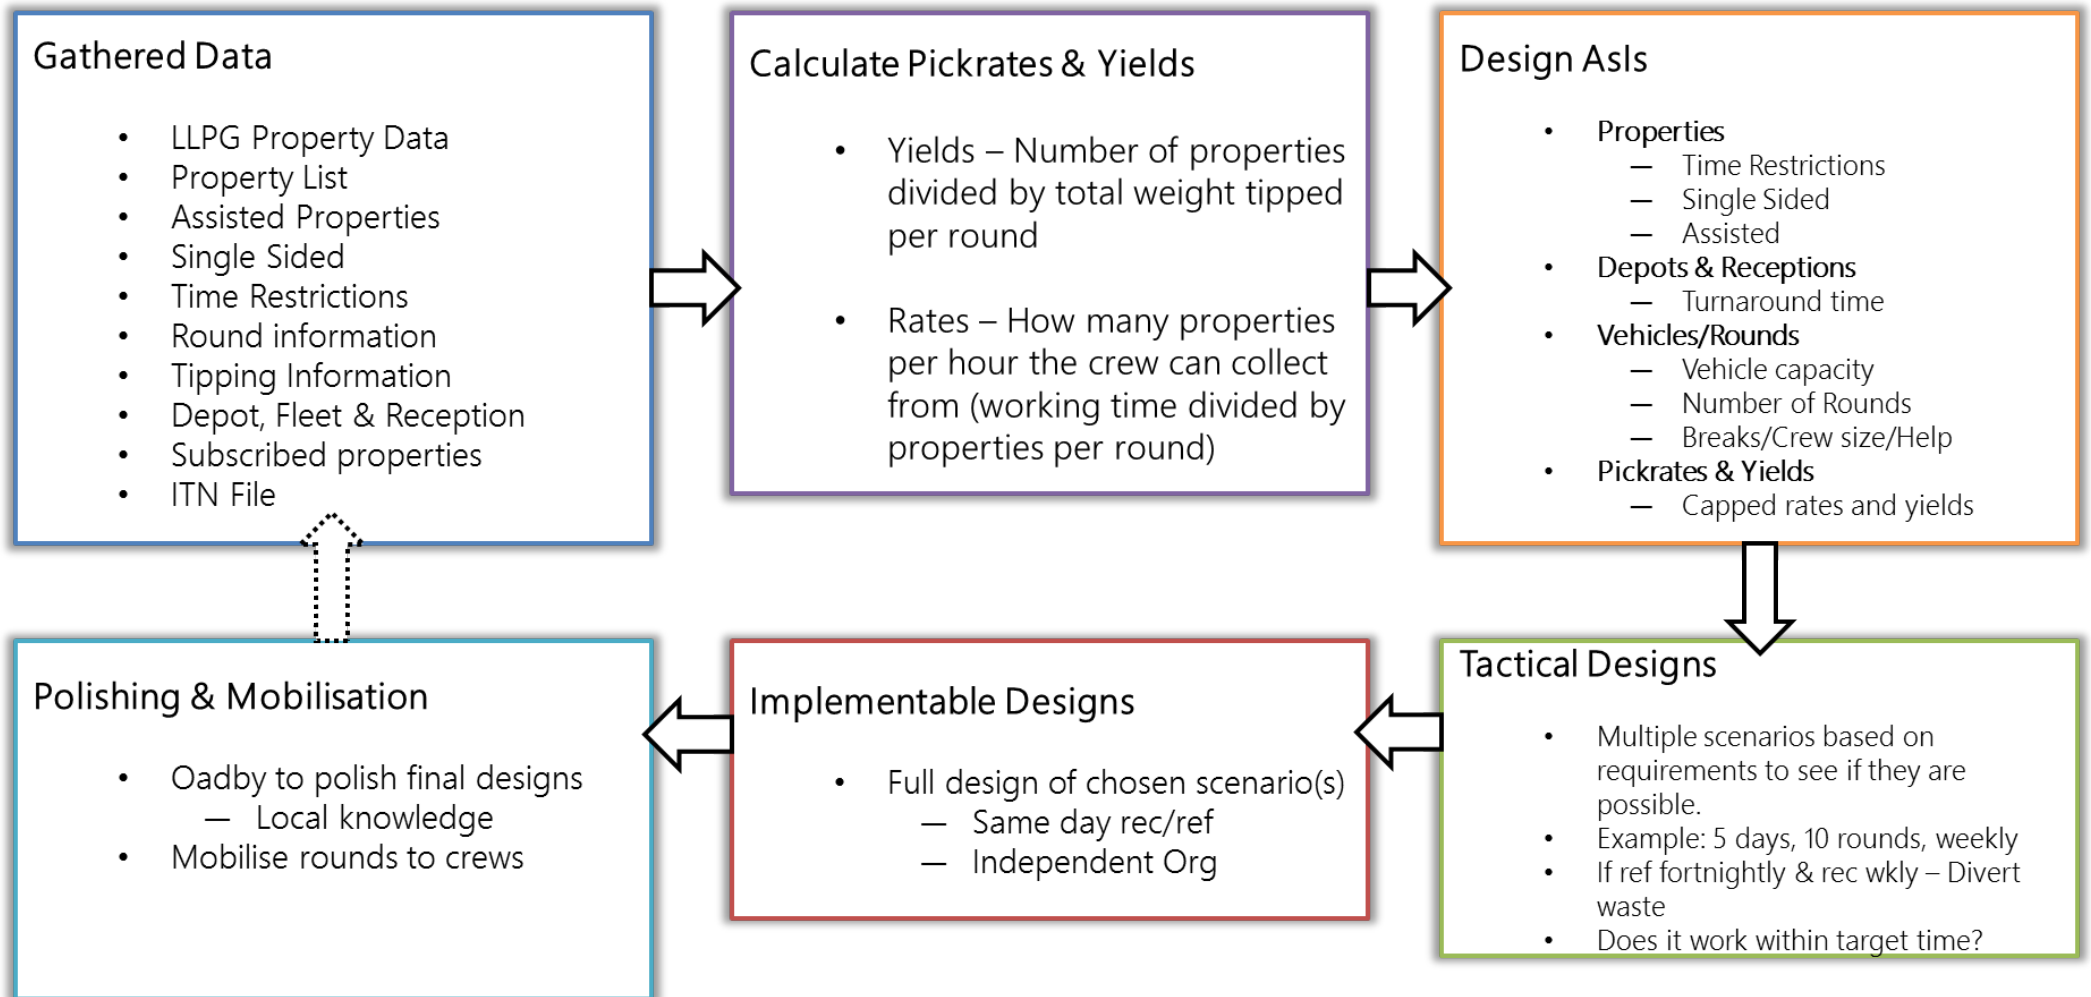 Gathered Data
• LLPG Property Data
• Property List
• Assisted Properties
• Single Sided
• Time Restrictions
• Round information
• Tipping Information
• Depot, Fleet & Reception
• Subscribed properties
• ITN File
Calculate Pickrates & Yields
• Yields – Number of properties
divided by total weight tipped
per round
• Rates – How many properties
per hour the crew can collect
from (working time divided by
properties per round)
Design AsIs
• Properties
— Time Restrictions
— Single Sided
— Assisted
• Depots & Receptions
— Turnaround time
• Vehicles/Rounds
— Vehicle capacity
— Number of Rounds
— Breaks/Crew size/Help
• Pickrates & Yields
— Capped rates and yields
Tactical Designs
• Multiple scenarios based on
requirements to see if they are
possible.
• Example: 5 days, 10 rounds, weekly
• If ref fortnightly & rec wkly – Divert
waste
• Does it work within target time?
Implementable Designs
• Full design of chosen scenario(s)
— Same day rec/ref
— Independent Org
Polishing & Mobilisation
• Oadby to polish final designs
— Local knowledge
• Mobilise rounds to crews